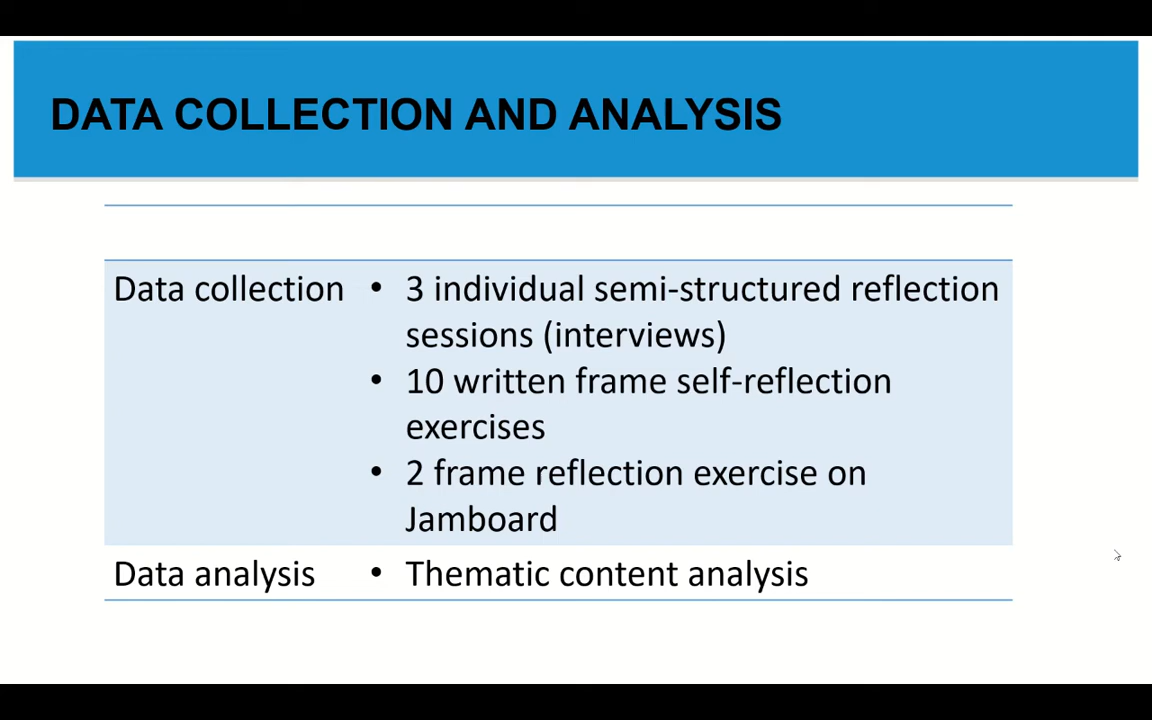 DATA COLLECTION AND ANALYSIS
Data collection
• 3 individual semi-structured reflection
sessions (interviews)
• 10 written frame self-reflection
exercises
• 2 frame reflection exercise on
Jamboard
Data analysis
• Thematic content analysis